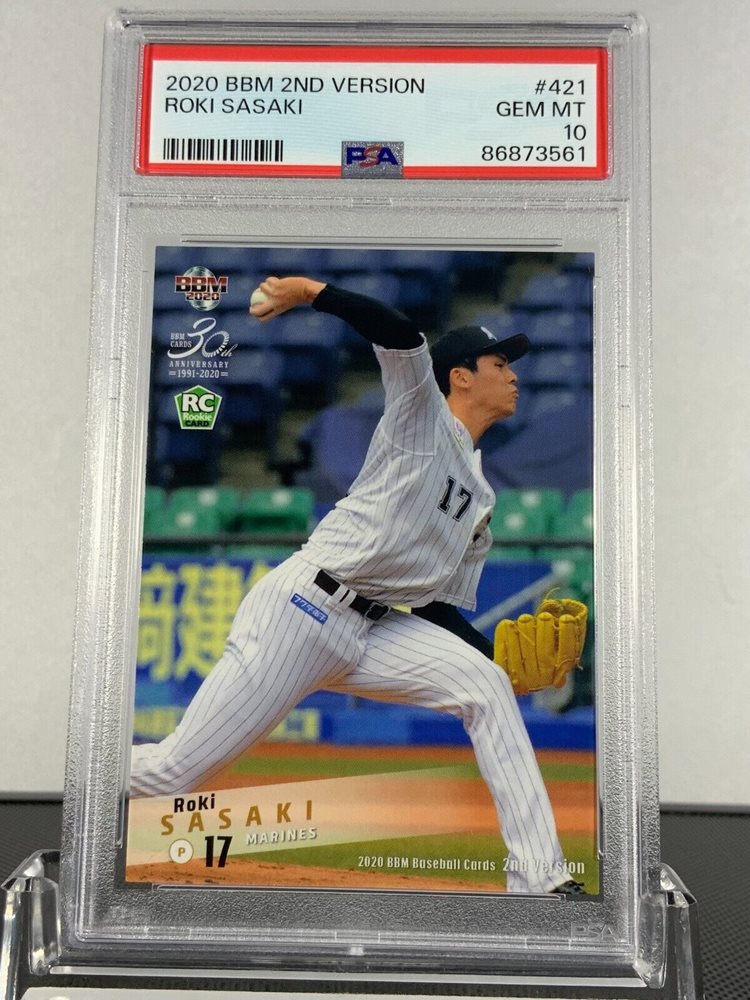 2020 BBM 2ND VERSION #421
ROKI SASAKI GEM MT
10
86873561
PSA
BBM
2020
BBM CARDS 30th
ANNIVERSARY
=1991-2020=
RC
Rookie
CARD
17
Roki
SASAKI
MARINES
P 17
2020 BBM Baseball Cards 2nd Version
PSA